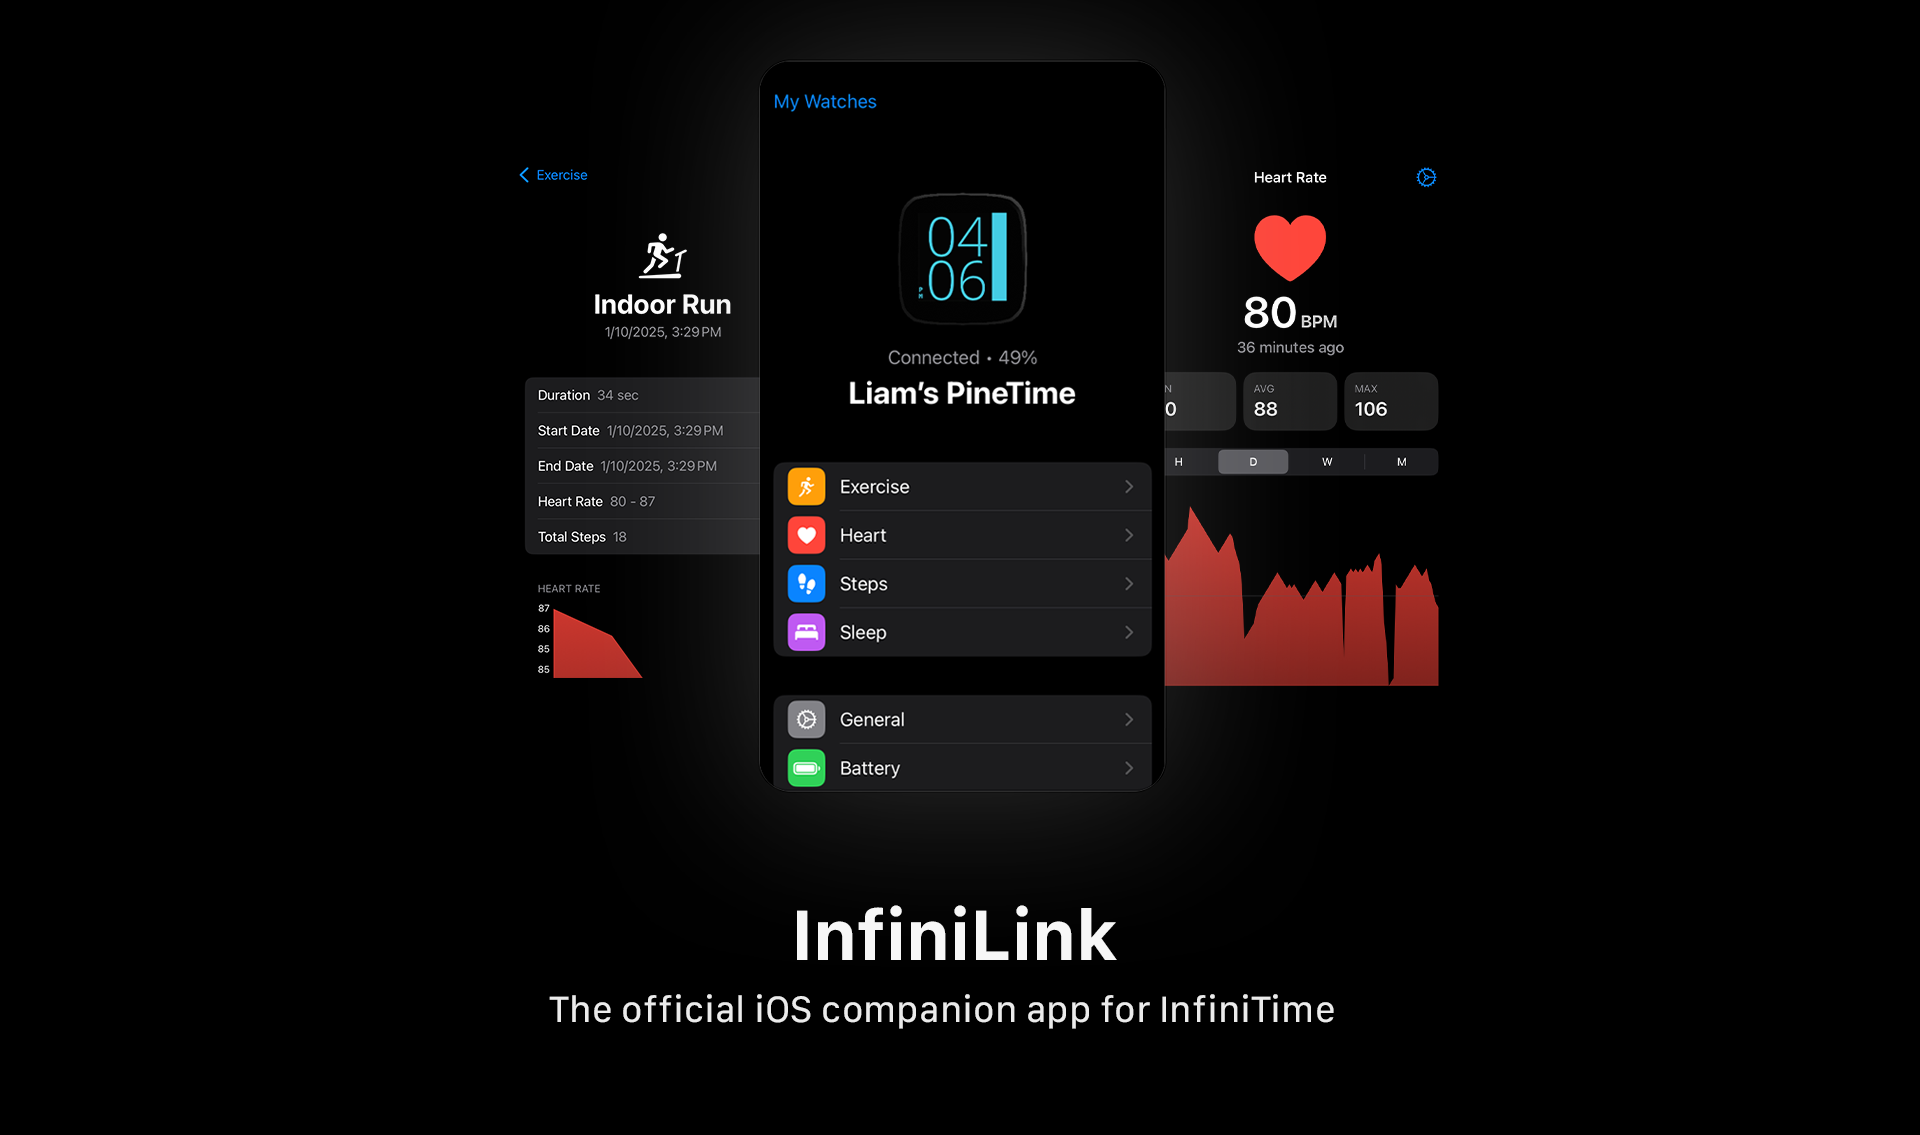 My Watches
04
06
PM
Connected • 49%
Liam's PineTime
Exercise
Heart
Steps
Sleep
General
Battery
Exercise
Indoor Run
1/10/2025, 3:29 PM
Duration 34 sec
Start Date 1/10/2025, 3:29 PM
End Date 1/10/2025, 3:29 PM
Heart Rate 80 - 87
Total Steps 18
HEART RATE
87
86
85
85
Heart Rate
80 BPM
36 minutes ago
AVG
88
MAX
106
H D W M
InfiniLink
The official iOS companion app for InfiniTime